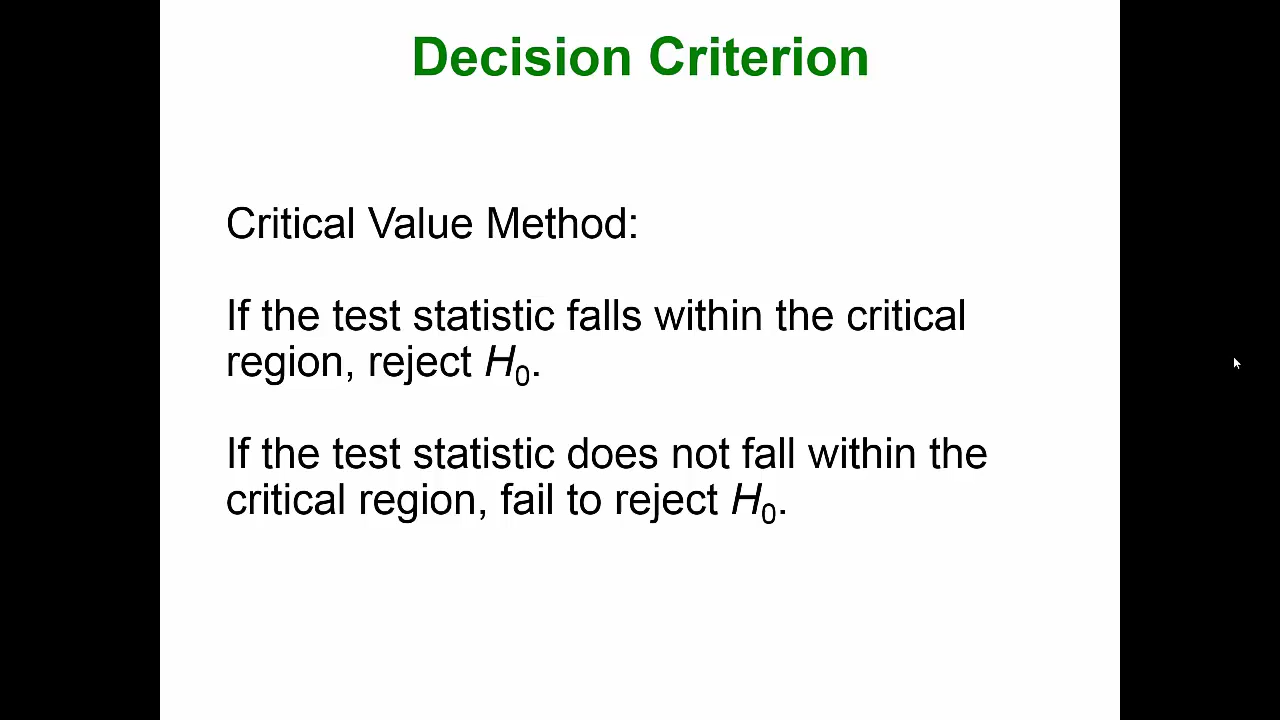 Decision Criterion
Critical Value Method:
If the test statistic falls within the critical
region, reject H₀.
If the test statistic does not fall within the
critical region, fail to reject H₀.